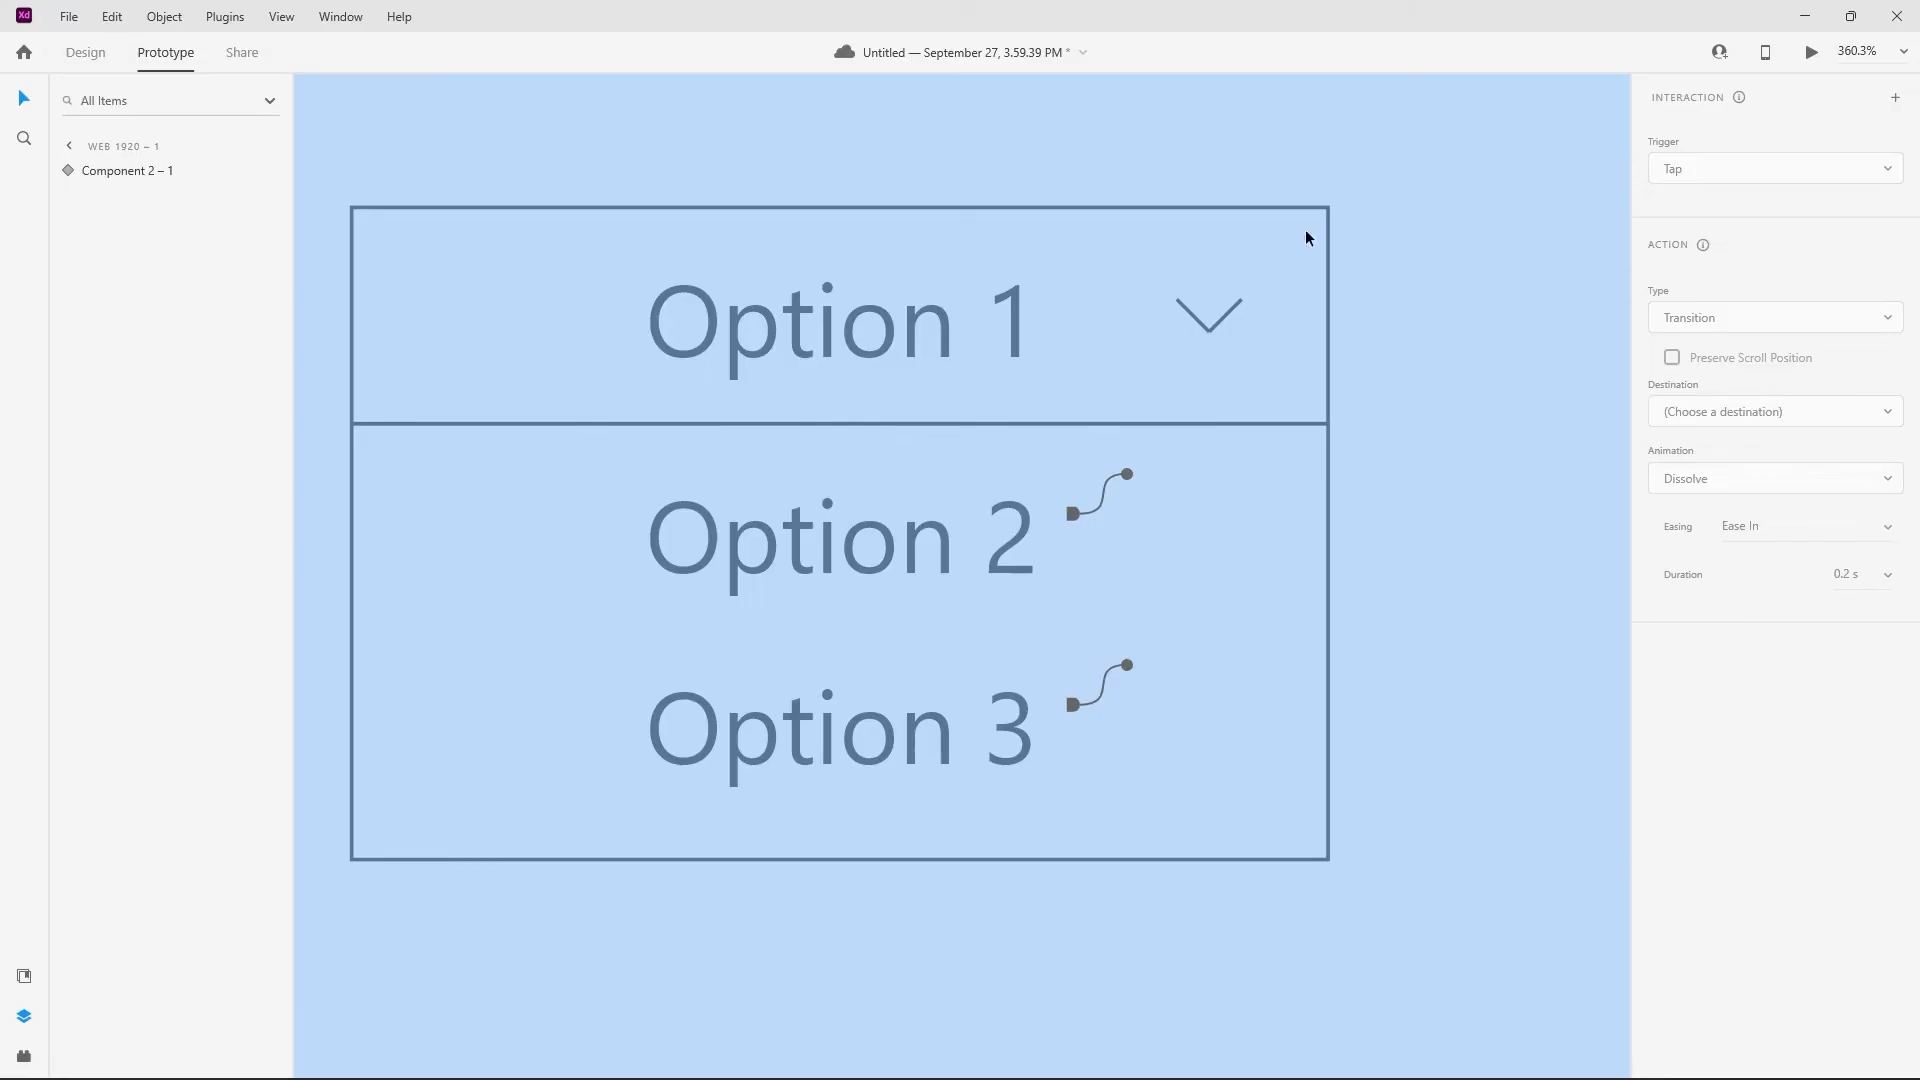 Xd File Edit Object Plugins View Window Help
Design Prototype Share Untitled — September 27, 3.59.39 PM * 360.3%
All Items
WEB 1920 – 1
Component 2 – 1
Option 1
Option 2
Option 3
INTERACTION
Trigger
Tap
ACTION
Type
Transition
Preserve Scroll Position
Destination
(Choose a destination)
Animation
Dissolve
Easing Ease In
Duration 0.2 s